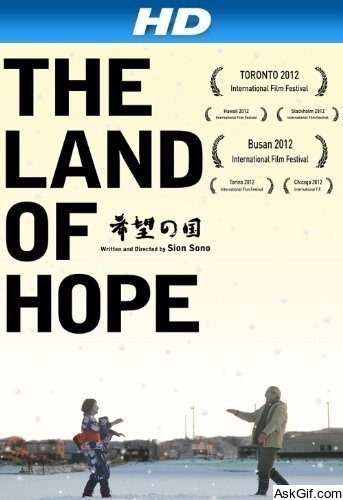 HD
THE
LAND
OF
HOPE
希望の国
Written and Directed by Sion Sono
TORONTO 2012
International Film Festival
Hawaii 2012
International Film Festival
Stockholm 2012
International Film Festival
Busan 2012
International Film Festival
Torino 2012
International Film Festival
Chicago 2012
International Fil
AskGif.com